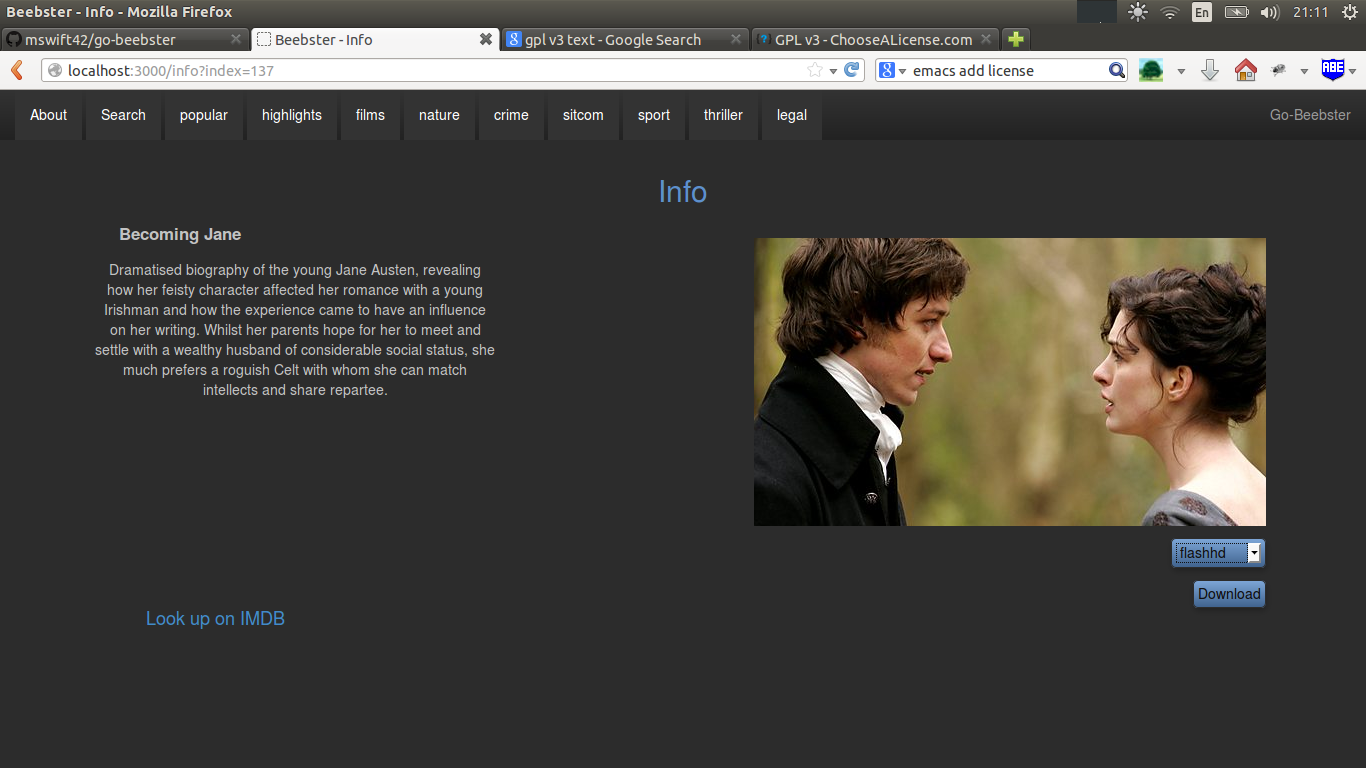 Beebster - Info - Mozilla Firefox
En
21:11
mswift42/go-beebster
Beebster - Info
gpl v3 text - Google Search
GPL v3 - ChooseALicense.com
localhost:3000/info?index=137
emacs add license
ABE
About
Search
popular
highlights
films
nature
crime
sitcom
sport
thriller
legal
Go-Beebster
Info
Becoming Jane
Dramatised biography of the young Jane Austen, revealing
how her feisty character affected her romance with a young
Irishman and how the experience came to have an influence
on her writing. Whilst her parents hope for her to meet and
settle with a wealthy husband of considerable social status, she
much prefers a roguish Celt with whom she can match
intellects and share repartee.
flashhd
Download
Look up on IMDB